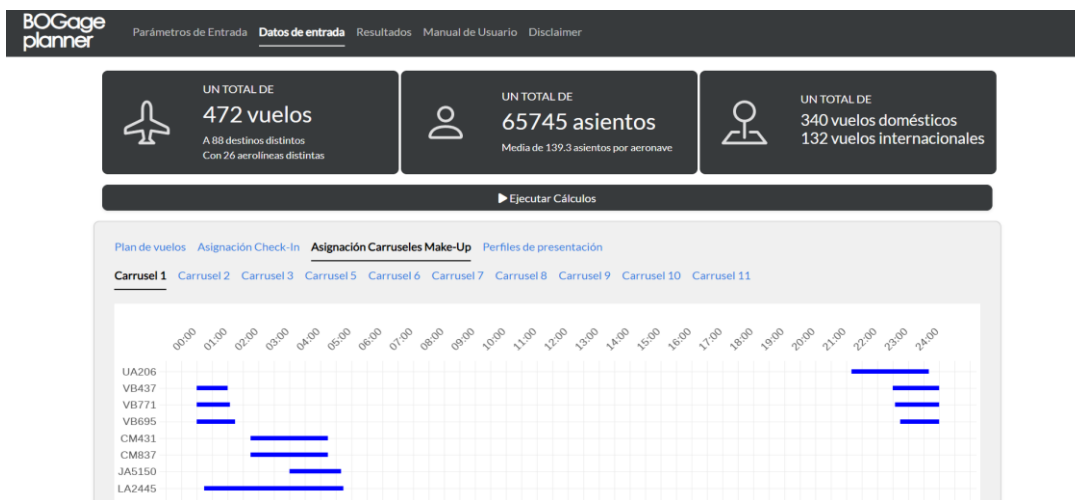 BOGage
planner
Parámetros de Entrada Datos de entrada Resultados Manual de Usuario Disclaimer
UN TOTAL DE
472 vuelos
A 88 destinos distintos
Con 26 aerolíneas distintas
UN TOTAL DE
65745 asientos
Media de 139.3 asientos por aeronave
UN TOTAL DE
340 vuelos domésticos
132 vuelos internacionales
Ejecutar Cálculos
Plan de vuelos Asignación Check-In Asignación Carruseles Make-Up Perfiles de presentación
Carrusel 1 Carrusel 2 Carrusel 3 Carrusel 5 Carrusel 6 Carrusel 7 Carrusel 8 Carrusel 9 Carrusel 10 Carrusel 11
00:00 01:00 02:00 03:00 04:00 05:00 06:00 07:00 08:00 09:00 10:00 11:00 12:00 13:00 14:00 15:00 16:00 17:00 18:00 19:00 20:00 21:00 22:00 23:00 24:00
UA206
VB437
VB771
VB695
CM431
CM837
JA5150
LA2445